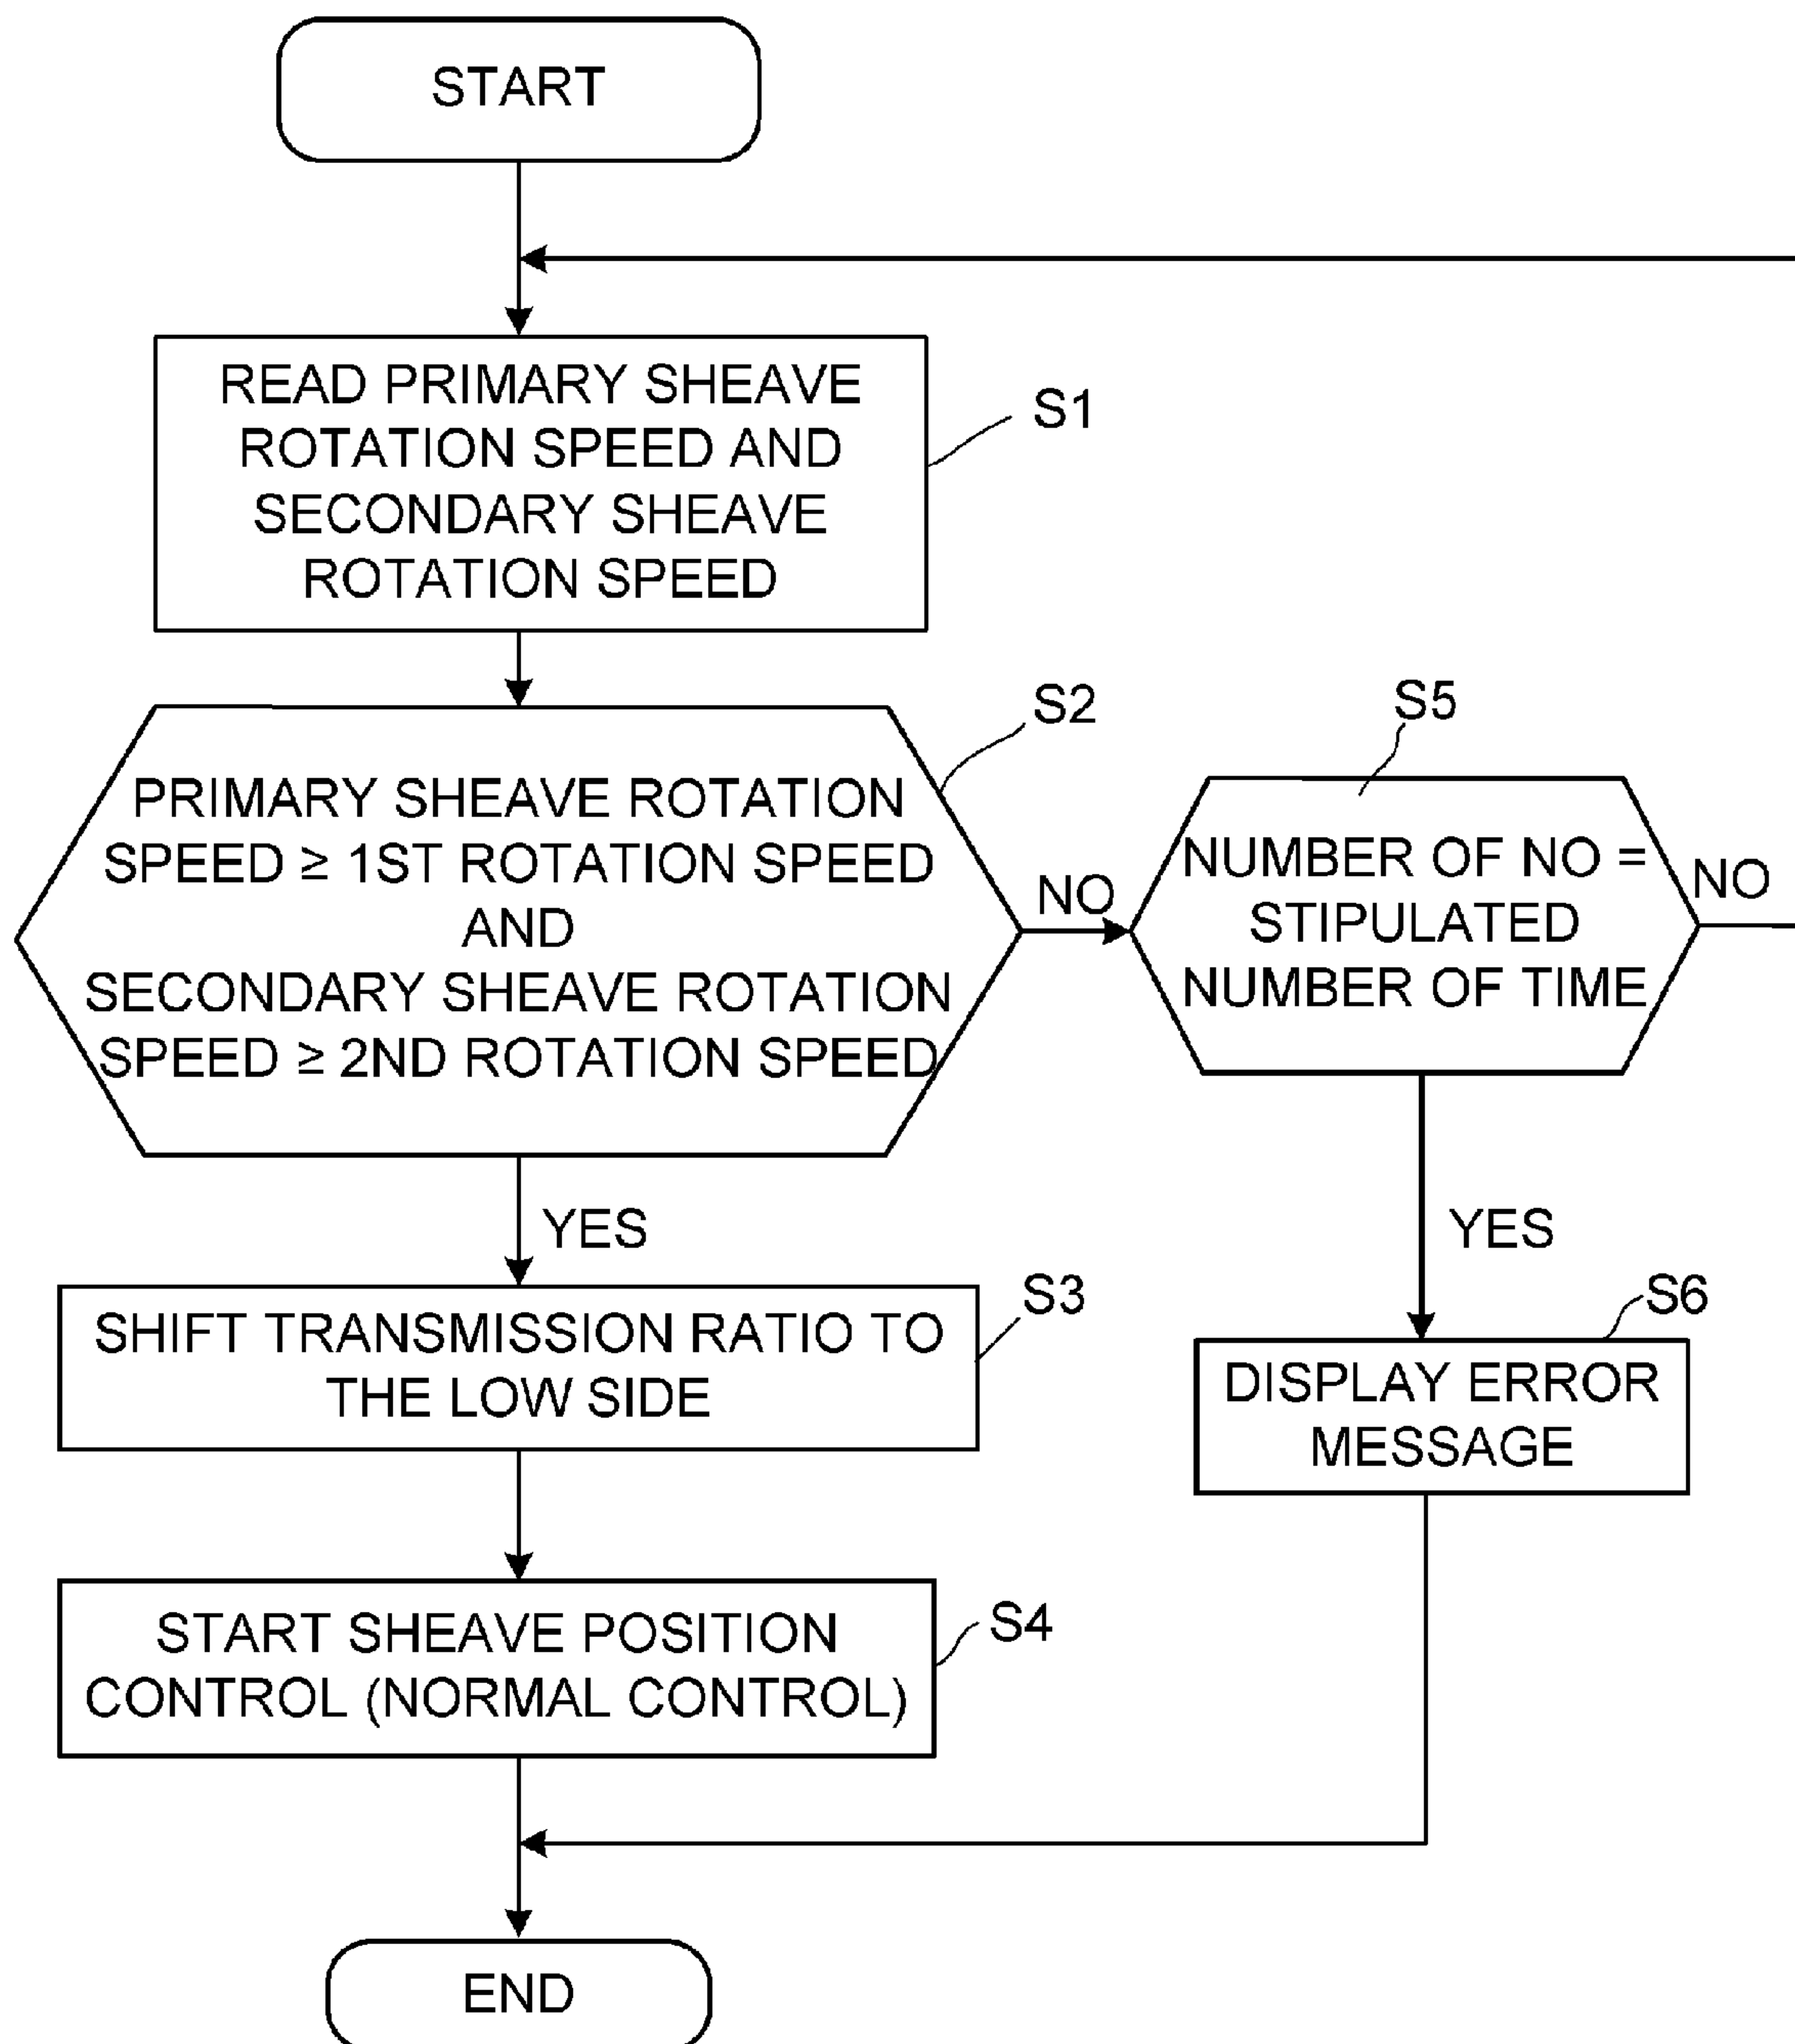 START
READ PRIMARY SHEAVE
ROTATION SPEED AND
SECONDARY SHEAVE
ROTATION SPEED
S1
PRIMARY SHEAVE ROTATION
SPEED ≥ 1ST ROTATION SPEED
AND
SECONDARY SHEAVE ROTATION
SPEED ≥ 2ND ROTATION SPEED
S2
NO
NUMBER OF NO =
STIPULATED
NUMBER OF TIME
S5
NO
YES
SHIFT TRANSMISSION RATIO TO
THE LOW SIDE
S3
YES
DISPLAY ERROR
MESSAGE
S6
START SHEAVE POSITION
CONTROL (NORMAL CONTROL)
S4
END